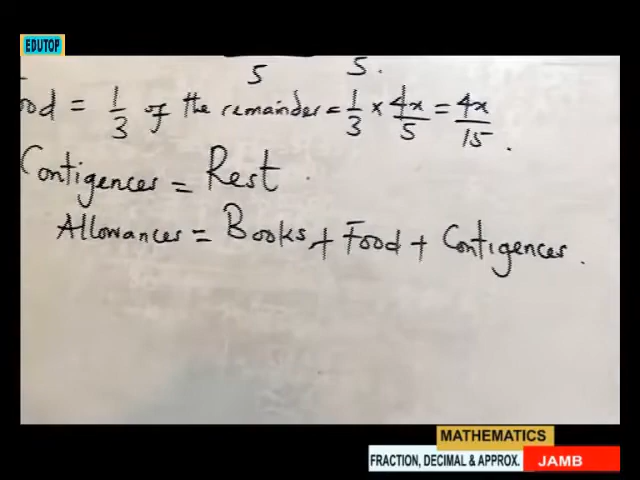 EDUTOP
5 5.
ood = 1/3 of the remainder = 1/3 × 4x/5 = 4x/15.
Contigences = Rest.
Allowances = Books + Food + Contigences.
MATHEMATICS
FRACTION, DECIMAL & APPROX. JAMB